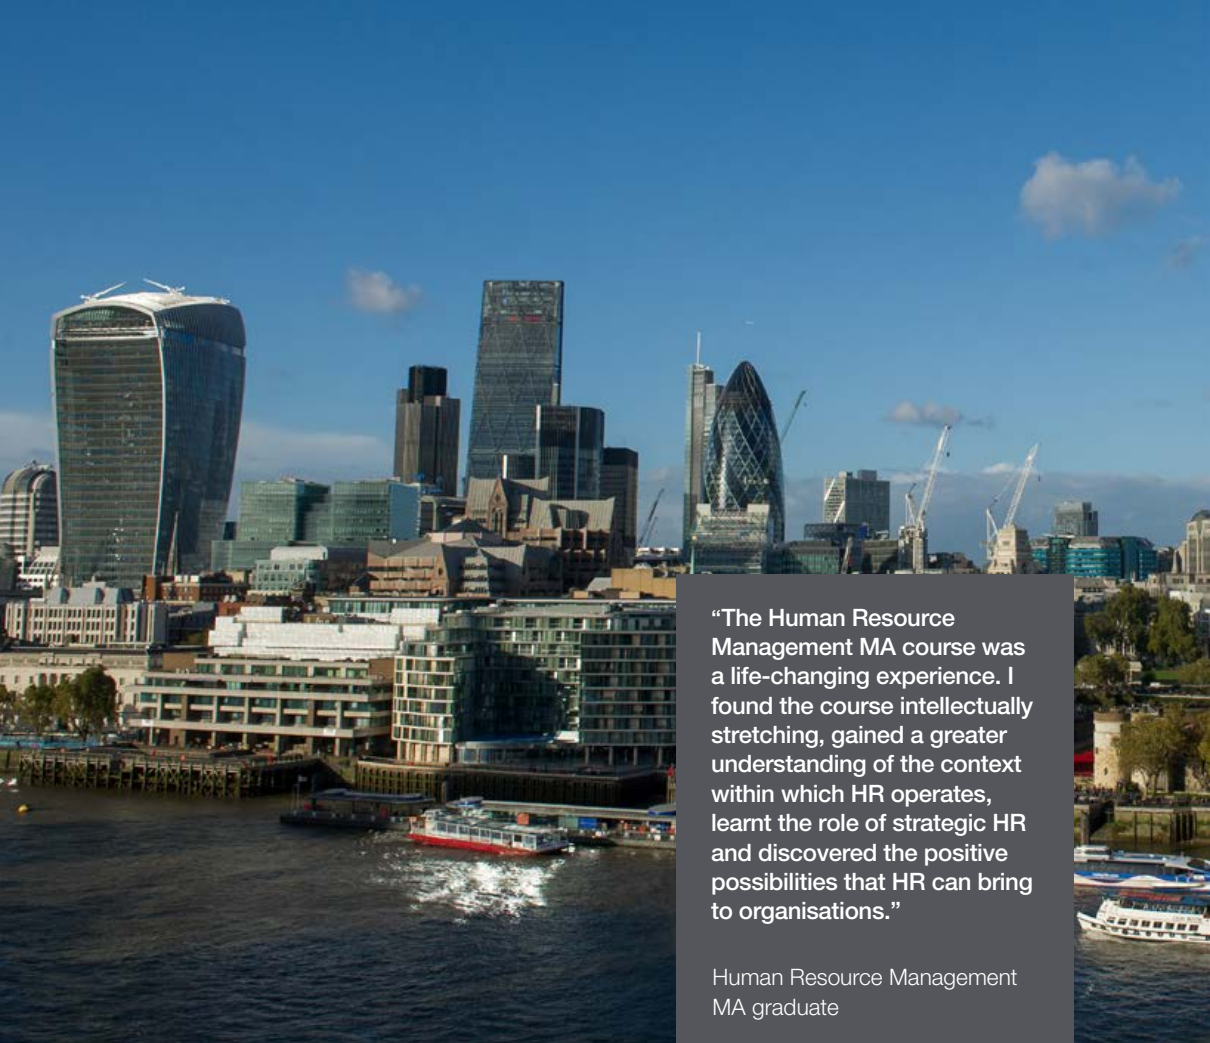 “The Human Resource
Management MA course was
a life-changing experience. I
found the course intellectually
stretching, gained a greater
understanding of the context
within which HR operates,
learnt the role of strategic HR
and discovered the positive
possibilities that HR can bring
to organisations.”
Human Resource Management
MA graduate